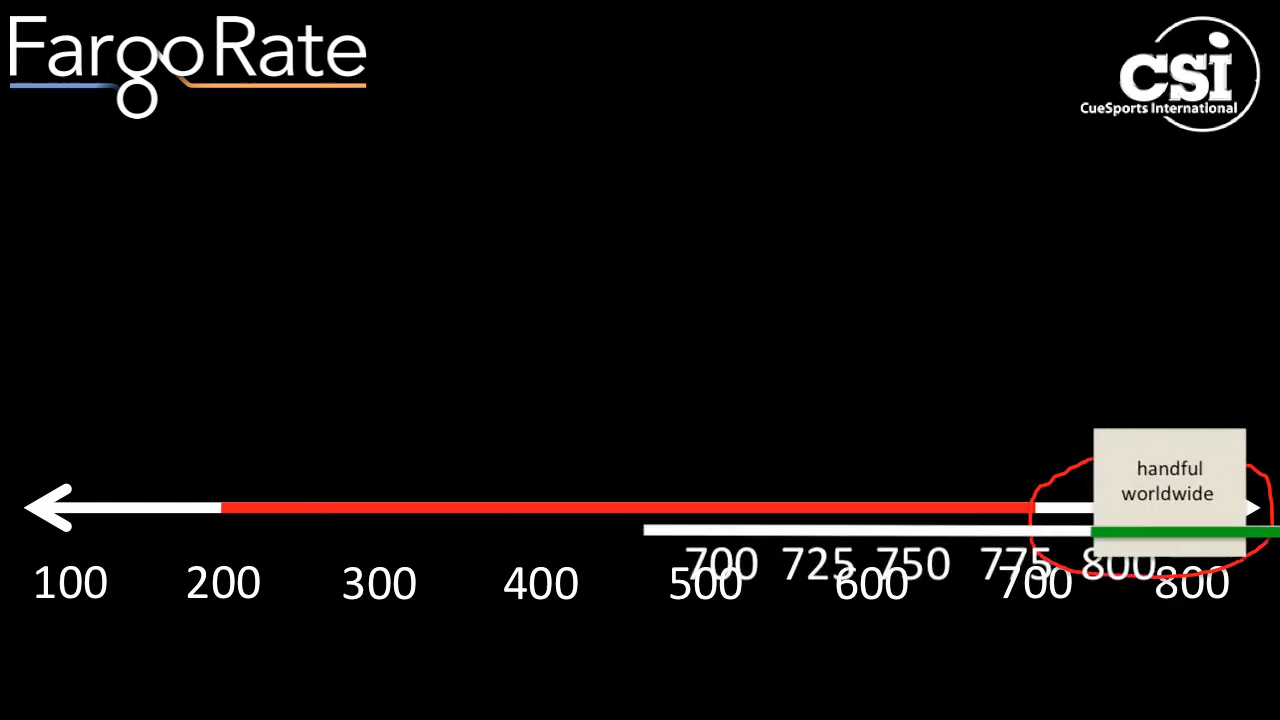 FargoRate
CSI
CueSports International
handful
worldwide
700 725 750 775 800
100 200 300 400 500 600 700 800